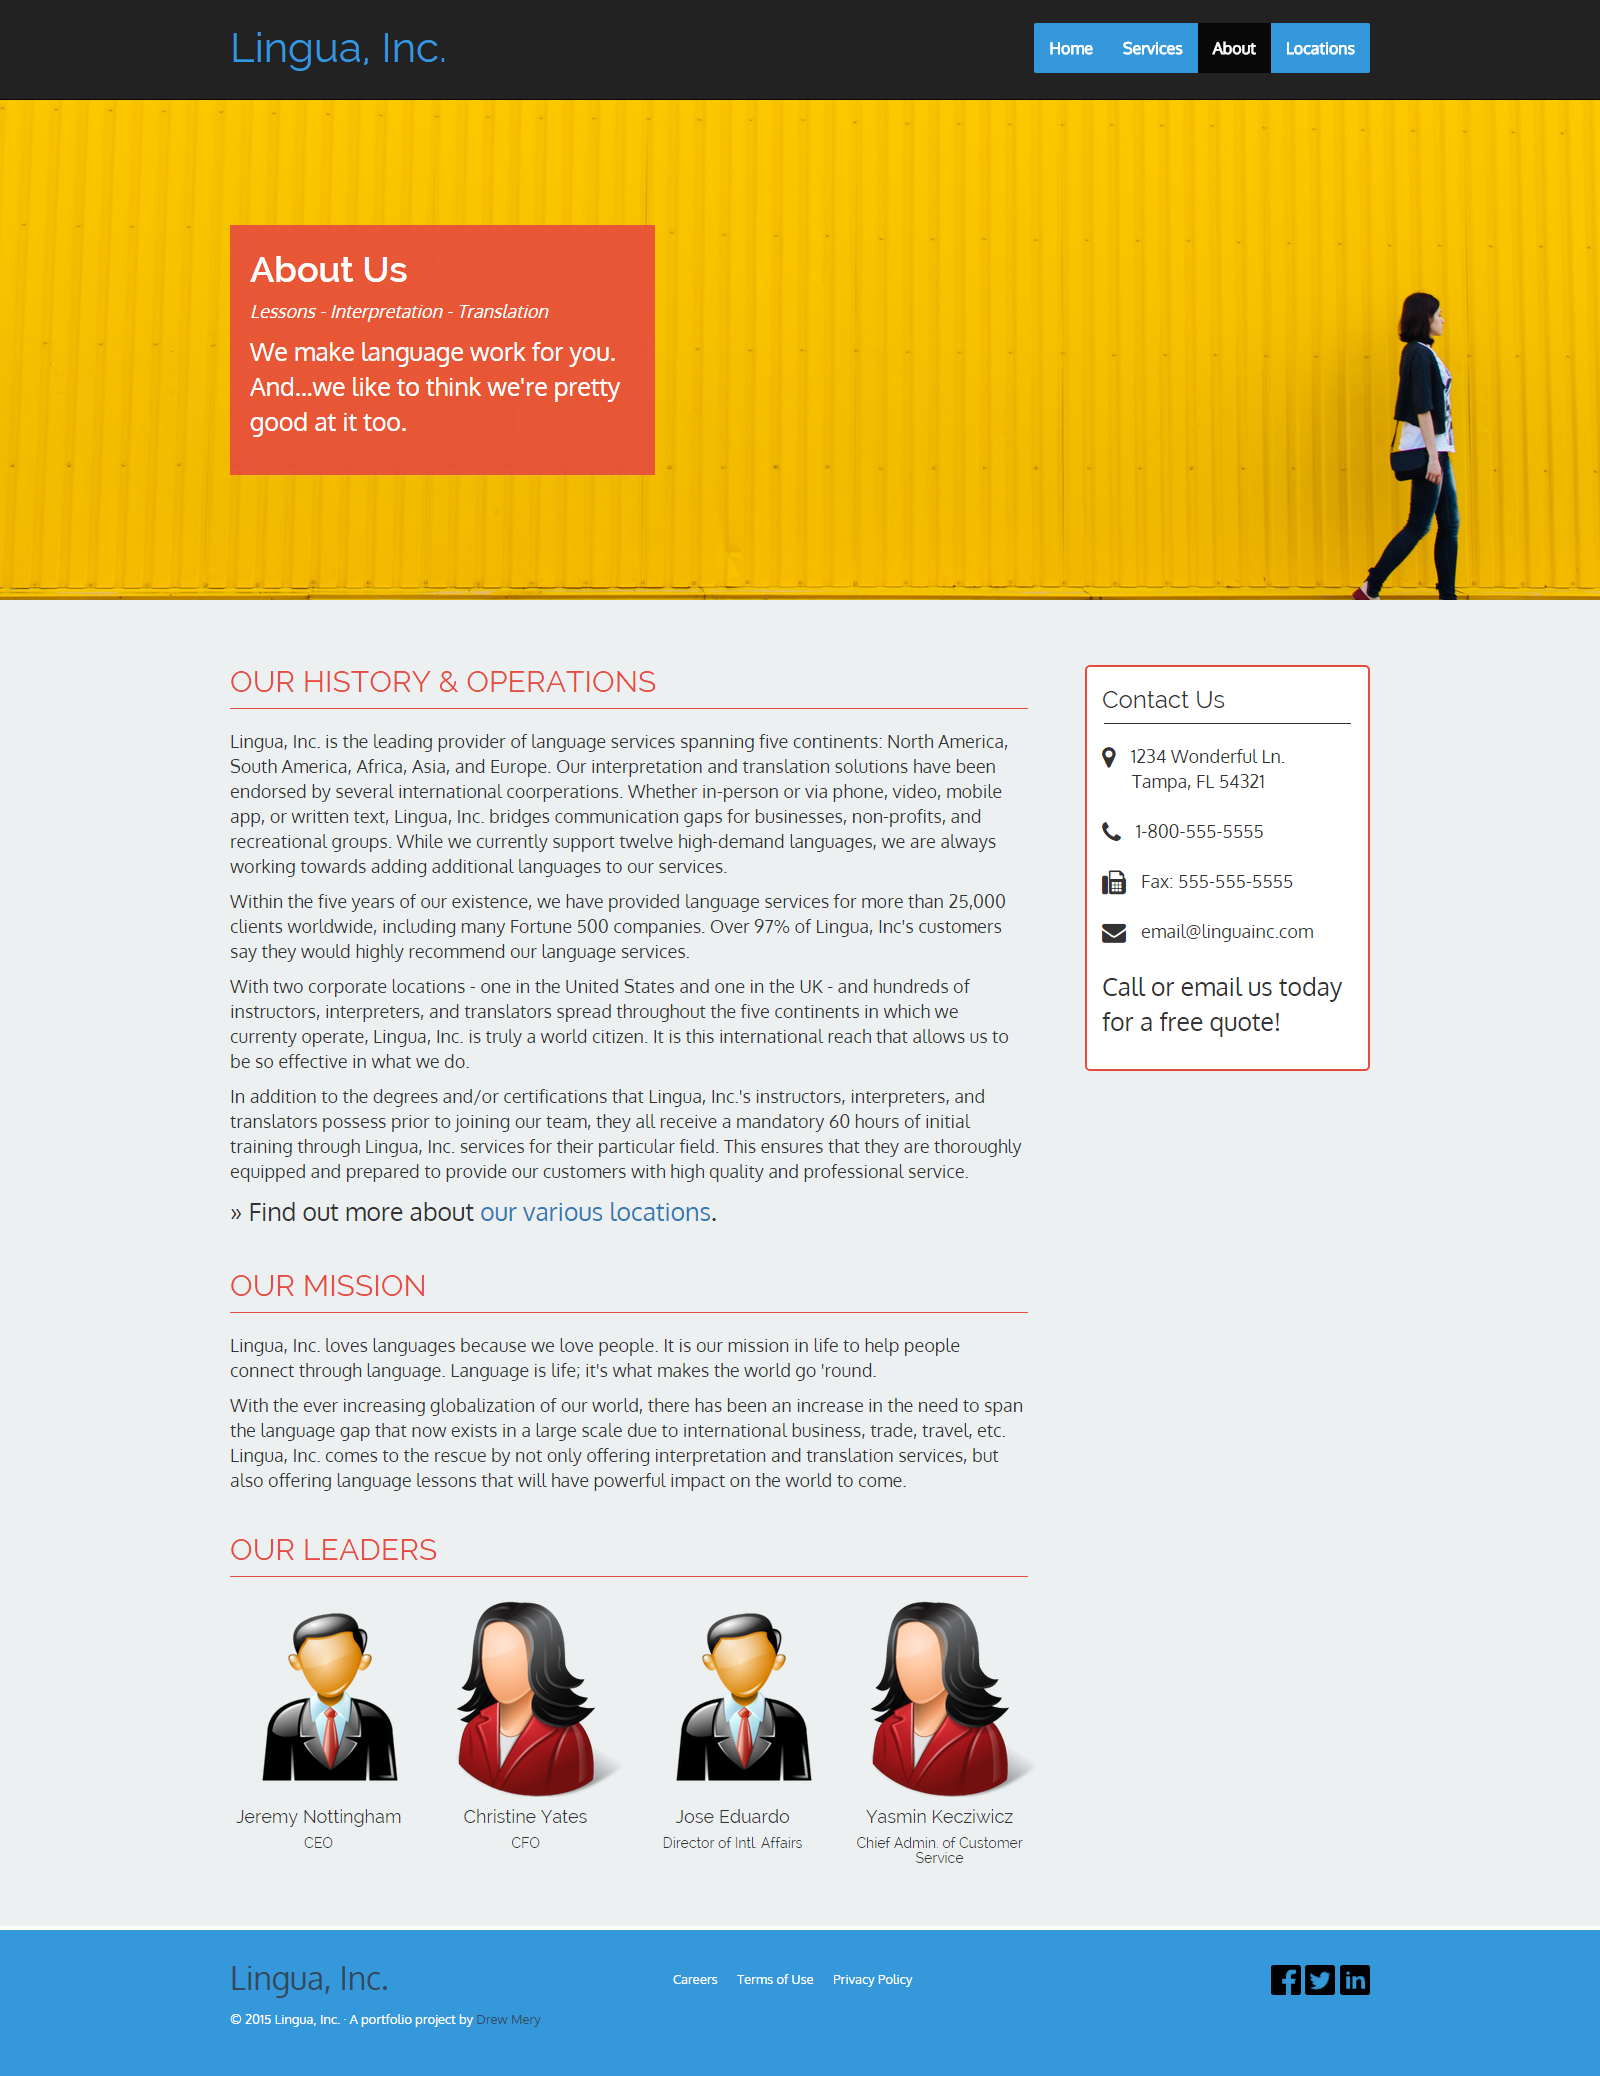 Lingua, Inc.
Home Services About Locations
About Us
Lessons - Interpretation - Translation
We make language work for you.
And...we like to think we're pretty
good at it too.
OUR HISTORY & OPERATIONS
Lingua, Inc. is the leading provider of language services spanning five continents: North America,
South America, Africa, Asia, and Europe. Our interpretation and translation solutions have been
endorsed by several international coorperations. Whether in-person or via phone, video, mobile
app, or written text, Lingua, Inc. bridges communication gaps for businesses, non-profits, and
recreational groups. While we currently support twelve high-demand languages, we are always
working towards adding additional languages to our services.
Within the five years of our existence, we have provided language services for more than 25,000
clients worldwide, including many Fortune 500 companies. Over 97% of Lingua, Inc's customers
say they would highly recommend our language services.
With two corporate locations - one in the United States and one in the UK - and hundreds of
instructors, interpreters, and translators spread throughout the five continents in which we
currenty operate, Lingua, Inc. is truly a world citizen. It is this international reach that allows us to
be so effective in what we do.
In addition to the degrees and/or certifications that Lingua, Inc.'s instructors, interpreters, and
translators possess prior to joining our team, they all receive a mandatory 60 hours of initial
training through Lingua, Inc. services for their particular field. This ensures that they are thoroughly
equipped and prepared to provide our customers with high quality and professional service.
» Find out more about our various locations.
OUR MISSION
Lingua, Inc. loves languages because we love people. It is our mission in life to help people
connect through language. Language is life; it's what makes the world go 'round.
With the ever increasing globalization of our world, there has been an increase in the need to span
the language gap that now exists in a large scale due to international business, trade, travel, etc.
Lingua, Inc. comes to the rescue by not only offering interpretation and translation services, but
also offering language lessons that will have powerful impact on the world to come.
OUR LEADERS
Jeremy Nottingham
CEO
Christine Yates
CFO
Jose Eduardo
Director of Intl. Affairs
Yasmin Kecziwicz
Chief Admin. of Customer
Service
Contact Us
1234 Wonderful Ln.
Tampa, FL 54321
1-800-555-5555
Fax: 555-555-5555
email@linguainc.com
Call or email us today
for a free quote!
Lingua, Inc.
© 2015 Lingua, Inc. · A portfolio project by Drew Mery
Careers Terms of Use Privacy Policy